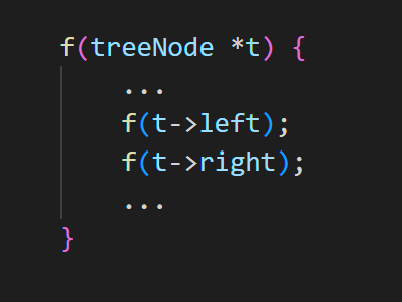 f(treeNode *t) {
    ...
    f(t->left);
    f(t->right);
    ...
}